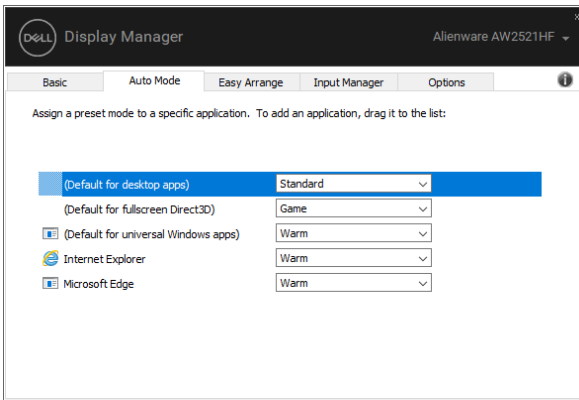 DELL Display Manager Alienware AW2521HF
Basic Auto Mode Easy Arrange Input Manager Options
Assign a preset mode to a specific application. To add an application, drag it to the list:
(Default for desktop apps) Standard
(Default for fullscreen Direct3D) Game
(Default for universal Windows apps) Warm
Internet Explorer Warm
Microsoft Edge Warm